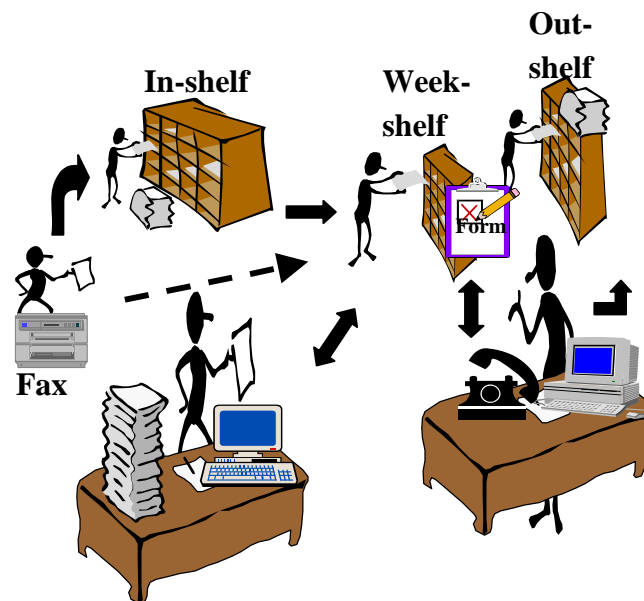 In-shelf
Week-
shelf
Out-
shelf
Form
Fax